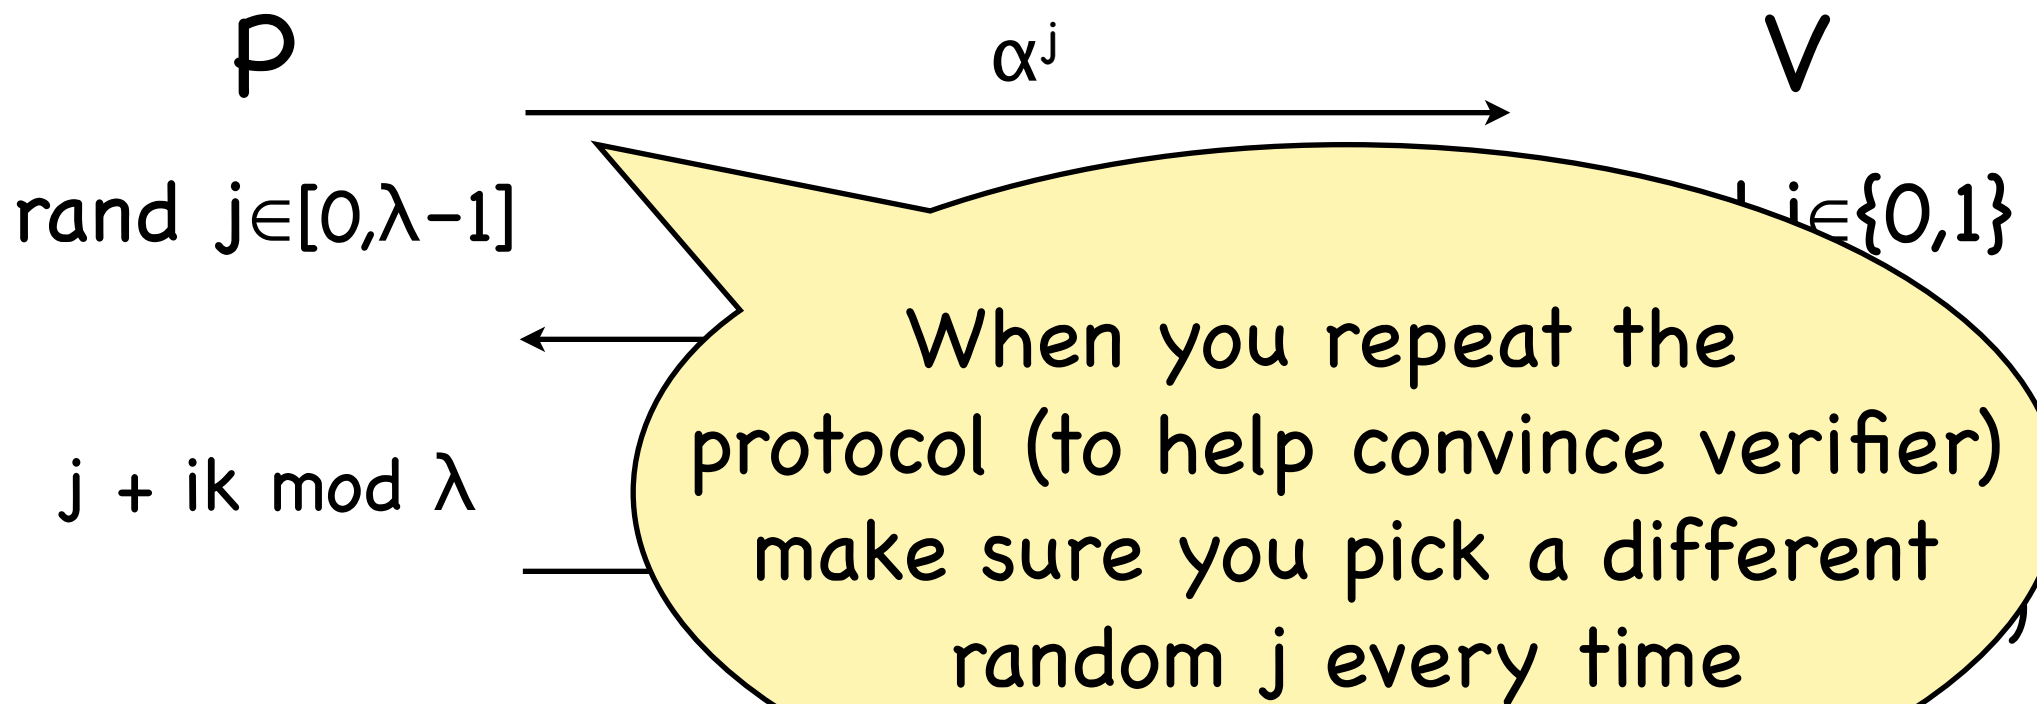 P
αʲ
V
rand j∈[0,λ-1]
j∈{0,1}
When you repeat the
protocol (to help convince verifier)
j + ik mod λ
make sure you pick a different
random j every time